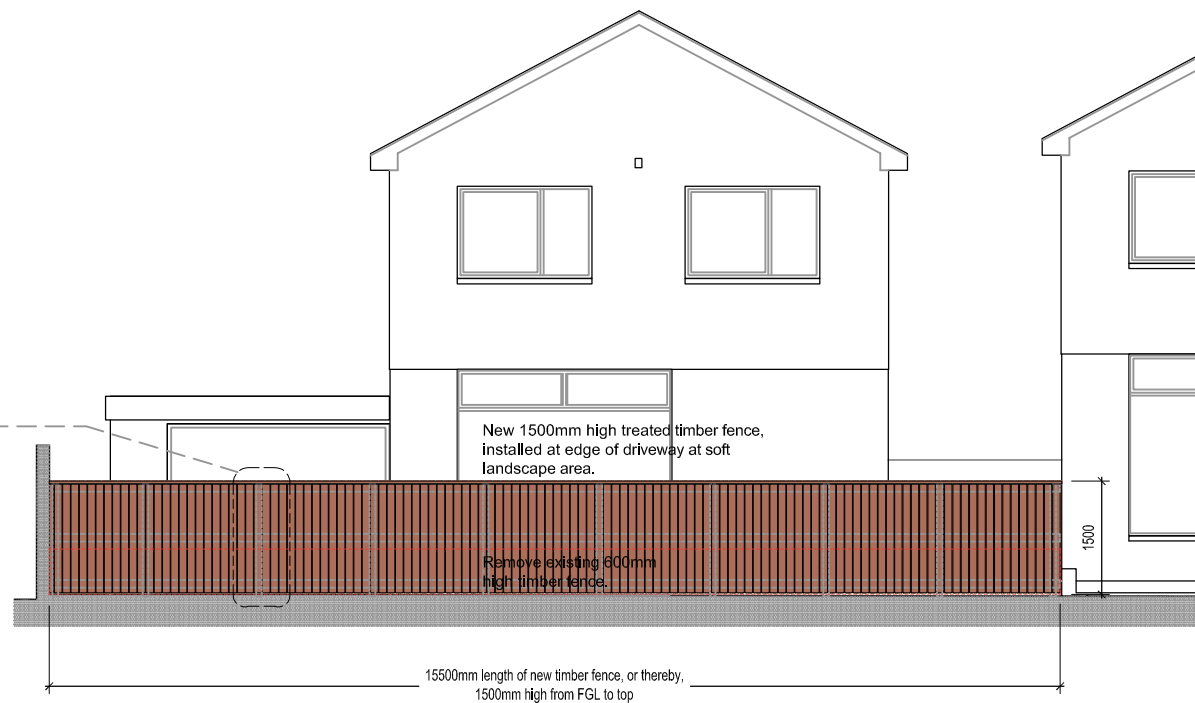 New 1500mm high treated timber fence,
installed at edge of driveway at soft
landscape area.
1500
Remove existing 600mm
high timber fence.
15500mm length of new timber fence, or thereby,
1500mm high from FGL to top